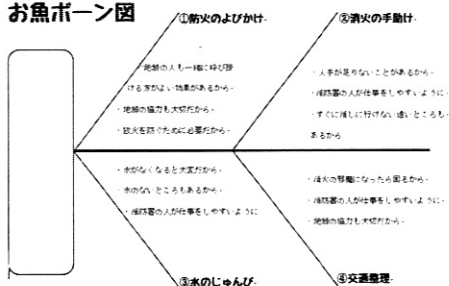 お魚ボーン図
①防火のよびかけ
・地域の人も一緒に呼び掛
ける方がよい効果があるから。
・地域の協力も大切だから。
・放火を防ぐために必要だから。
②消火の手助け
・人手が足りないことがあるから。
・消防署の人が仕事をしやすいように。
・すぐに消しに行けない遠いところも
あるから
・水がなくなると大変だから。
・水のないところもあるから。
・消防署の人が仕事をしやすいように
③水のじゅんび
・消火の邪魔になったら困るから。
・消防署の人が仕事をしやすいように。
・地域の協力も大切だから。
④交通整理